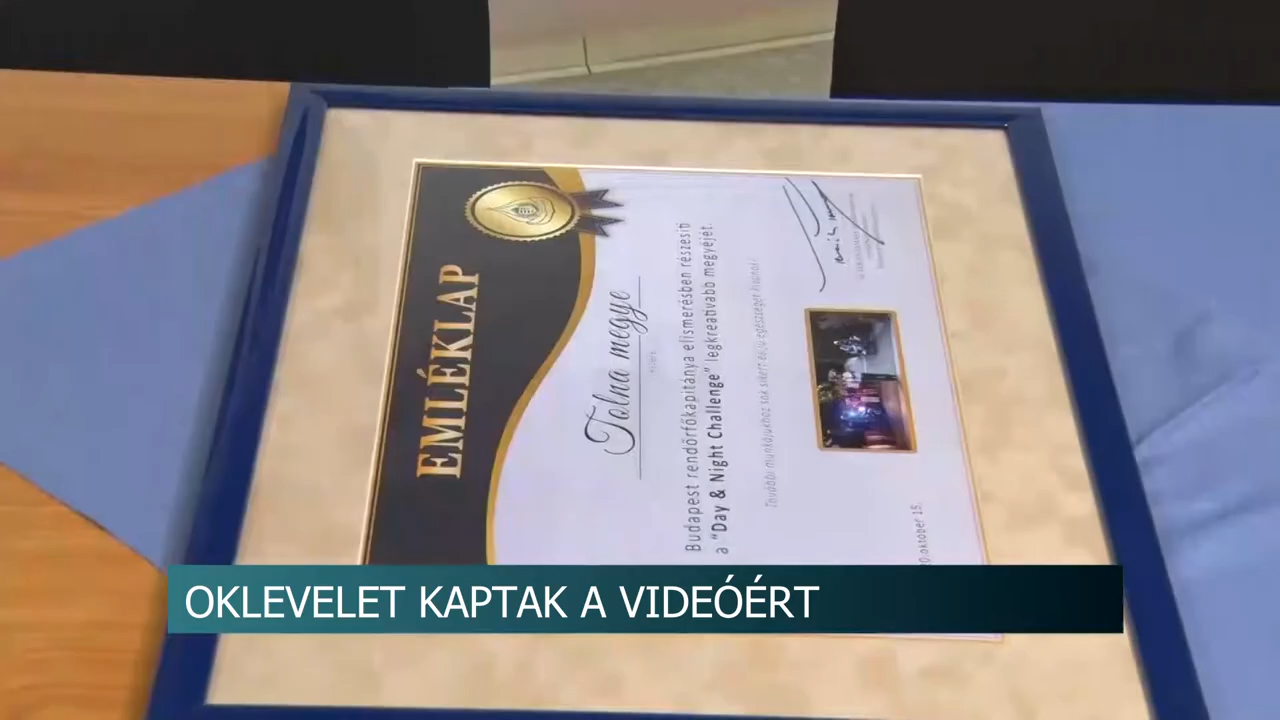 EMLÉKLAP
Tolna megye
Budapest rendőrfőkapitánya elismerésben részesíti
a "Day & Night Challenge" legkreatívabb megyéjét.
További munkájukhoz sok sikert és jó egészséget kívánok!
október 15.
OKLEVELET KAPTAK A VIDEÓÉRT